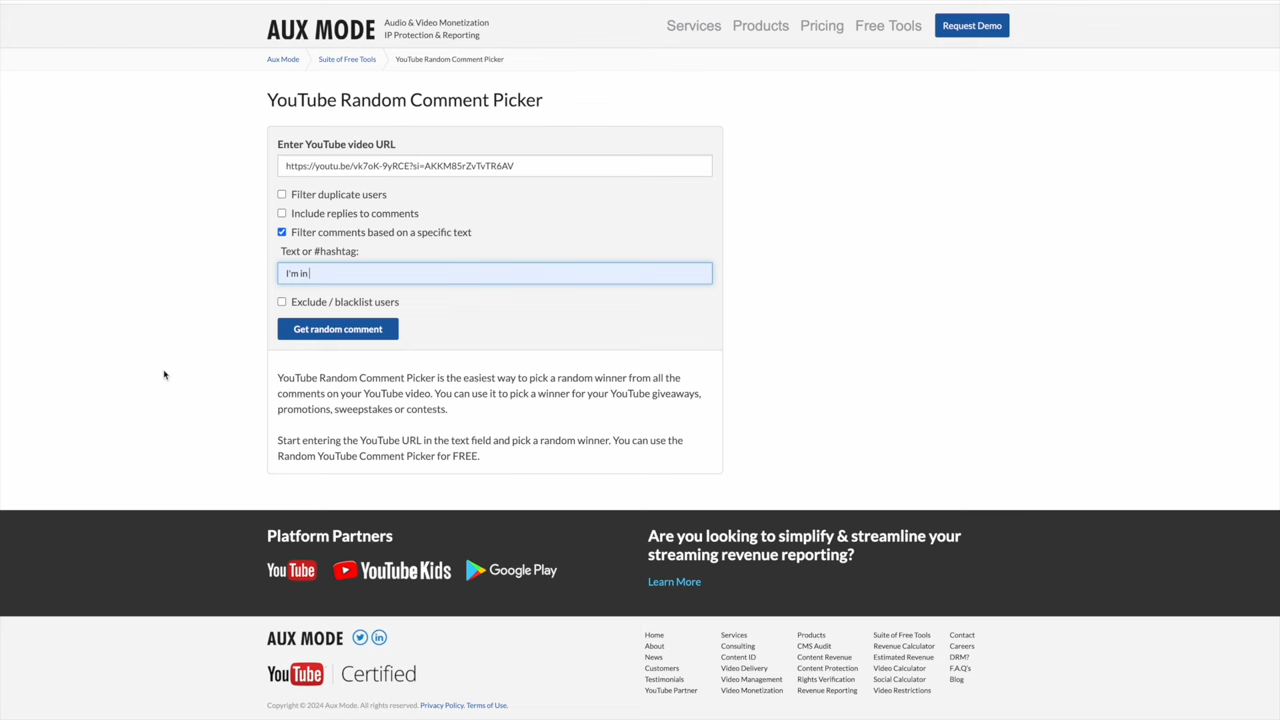 AUX MODE
Audio & Video Monetization
IP Protection & Reporting
Services Products Pricing Free Tools Request Demo
Aux Mode Suite of Free Tools YouTube Random Comment Picker
YouTube Random Comment Picker
Enter YouTube video URL
https://youtu.be/vk7oK-9yRCE?si=AKKM85rZvTvTR6AV
Filter duplicate users
Include replies to comments
Filter comments based on a specific text
Text or #hashtag:
I'm in
Exclude / blacklist users
Get random comment
YouTube Random Comment Picker is the easiest way to pick a random winner from all the
comments on your YouTube video. You can use it to pick a winner for your YouTube giveaways,
promotions, sweepstakes or contests.
Start entering the YouTube URL in the text field and pick a random winner. You can use the
Random YouTube Comment Picker for FREE.
Platform Partners
YouTube YouTube Kids Google Play
Are you looking to simplify & streamline your
streaming revenue reporting?
Learn More
AUX MODE
YouTube Certified
Copyright © 2024 Aux Mode. All rights reserved. Privacy Policy. Terms of Use.
Home Services Products Suite of Free Tools Contact
About Consulting CMS Audit Revenue Calculator Careers
News Content ID Content Revenue Estimated Revenue DRM?
Customers Video Delivery Content Protection Video Calculator F.A.Q's
Testimonials Video Management Rights Verification Social Calculator Blog
YouTube Partner Video Monetization Revenue Reporting Video Restrictions